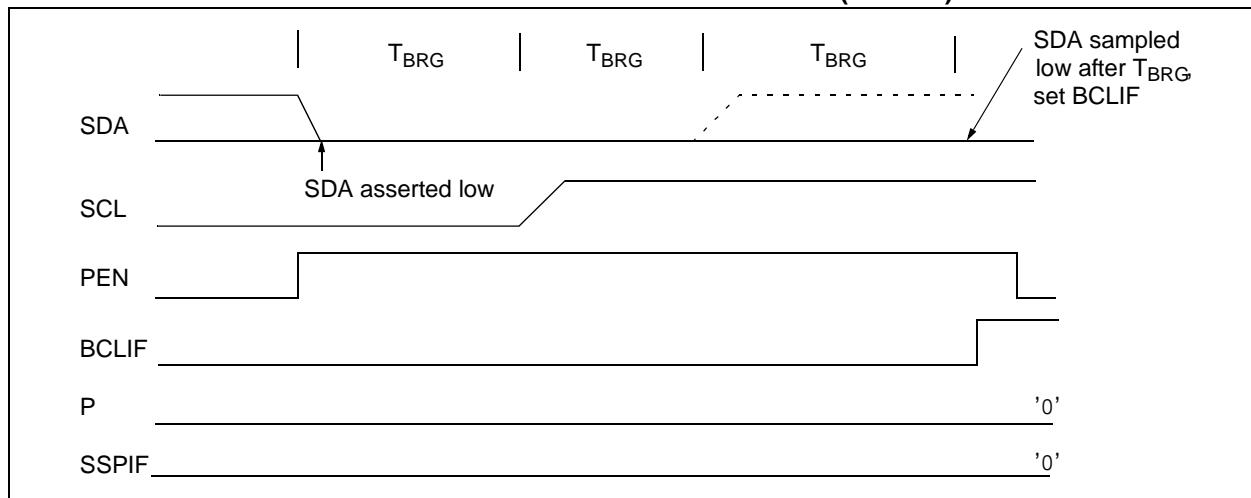 TBRG TBRG TBRG
SDA sampled
low after TBRG,
set BCLIF
SDA
SDA asserted low
SCL
PEN
BCLIF
P '0'
SSPIF '0'